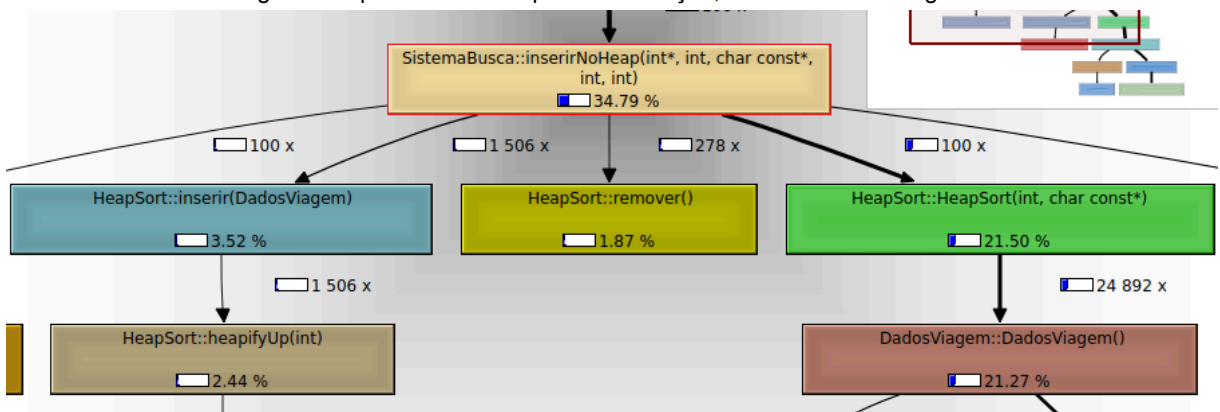 SistemaBusca::inserirNoHeap(int*, int, char const*,
int, int)
34.79 %
100 x
1 506 x
278 x
100 x
HeapSort::inserir(DadosViagem)
3.52 %
HeapSort::remover()
1.87 %
HeapSort::HeapSort(int, char const*)
21.50 %
1 506 x
24 892 x
HeapSort::heapifyUp(int)
2.44 %
DadosViagem::DadosViagem()
21.27 %